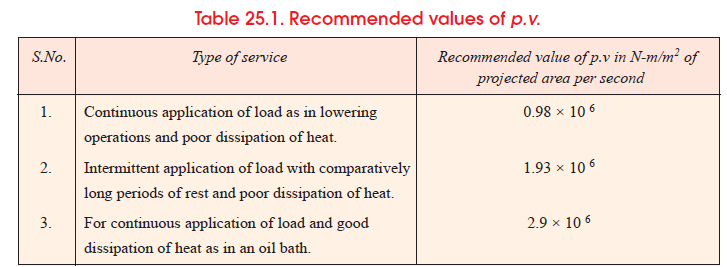 Table 25.1. Recommended values of p.v.
S.No. Type of service Recommended value of p.v in N-m/m² of
projected area per second
1. Continuous application of load as in lowering 0.98 × 10 ⁶
operations and poor dissipation of heat.
2. Intermittent application of load with comparatively 1.93 × 10 ⁶
long periods of rest and poor dissipation of heat.
3. For continuous application of load and good 2.9 × 10 ⁶
dissipation of heat as in an oil bath.